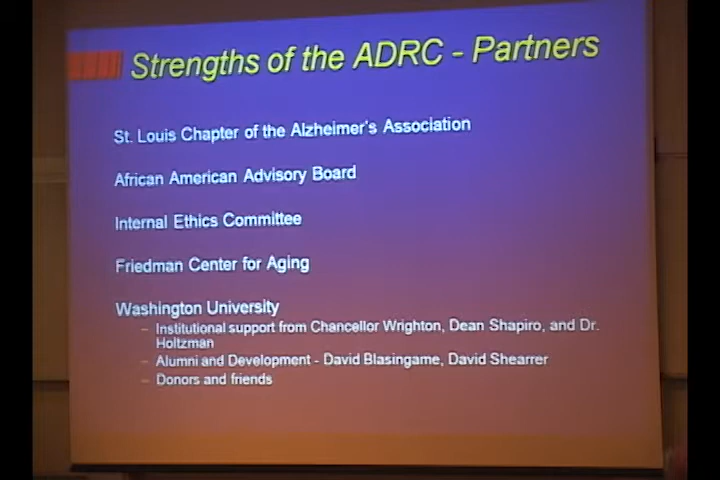 Strengths of the ADRC - Partners
St. Louis Chapter of the Alzheimer's Association
African American Advisory Board
Internal Ethics Committee
Friedman Center for Aging
Washington University
– Institutional support from Chancellor Wrighton, Dean Shapiro, and Dr.
Holtzman
– Alumni and Development - David Blasingame, David Shearrer
– Donors and friends